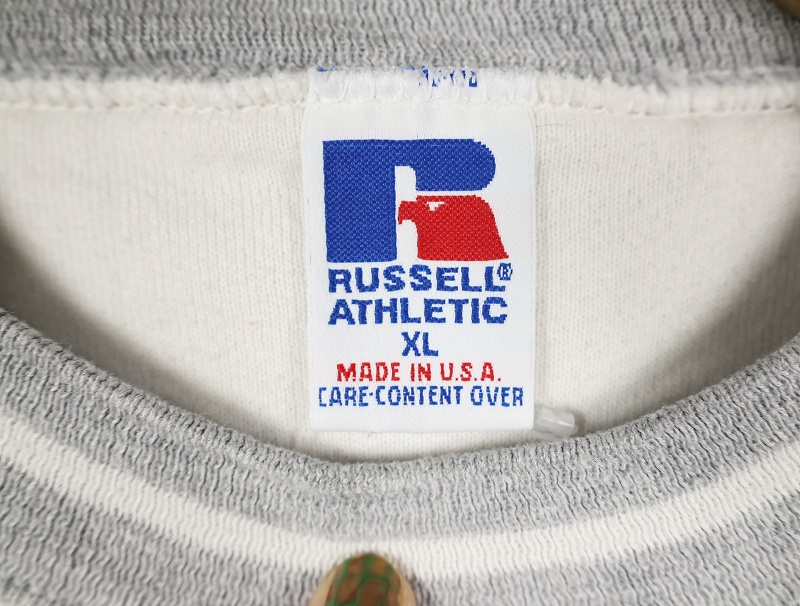 RUSSELL®
ATHLETIC
XL
MADE IN U.S.A.
CARE-CONTENT OVER